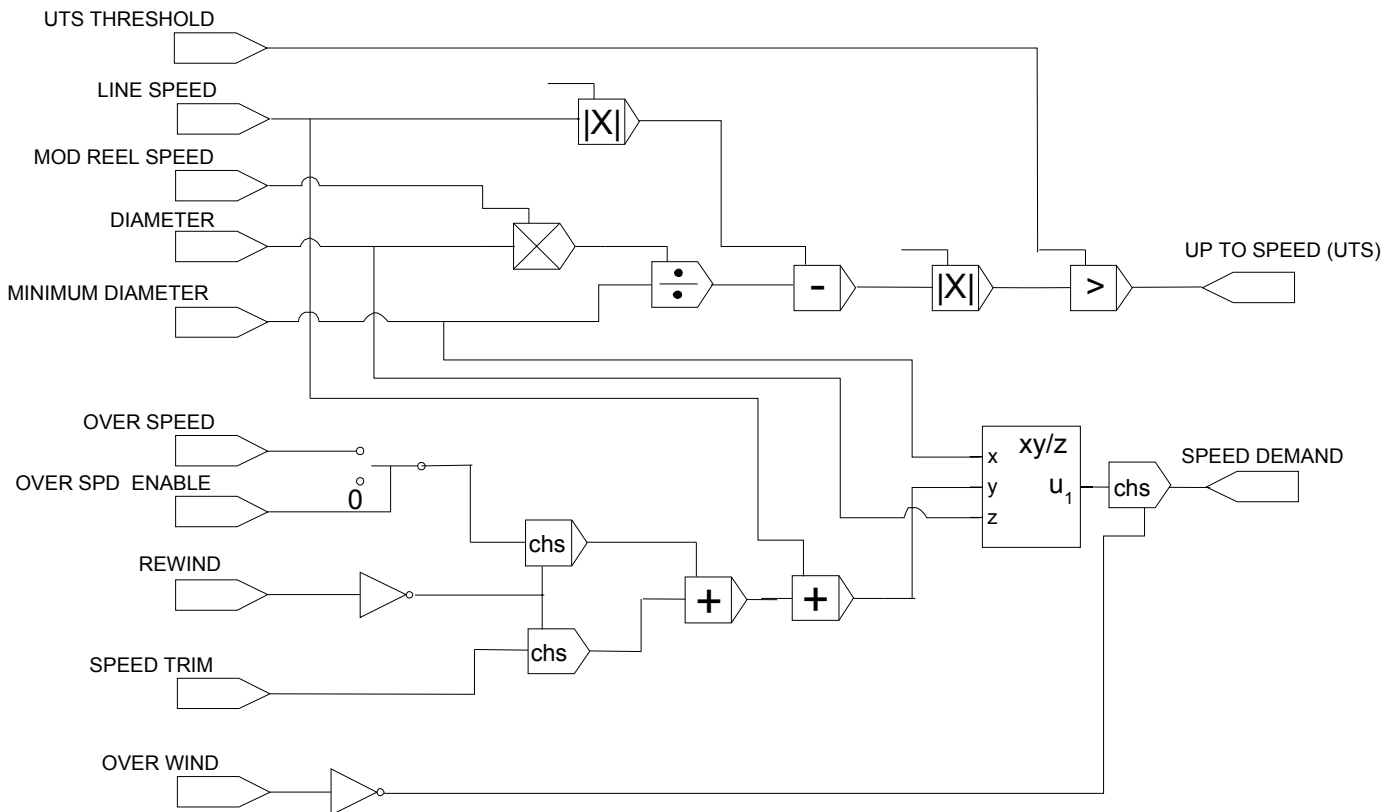 UTS THRESHOLD
LINE SPEED
|X|
MOD REEL SPEED
DIAMETER
UP TO SPEED (UTS)
MINIMUM DIAMETER
-
|X|
>
OVER SPEED
xy/z
x
SPEED DEMAND
OVER SPD ENABLE
0
y
u1
chs
z
chs
REWIND
+
+
chs
SPEED TRIM
OVER WIND